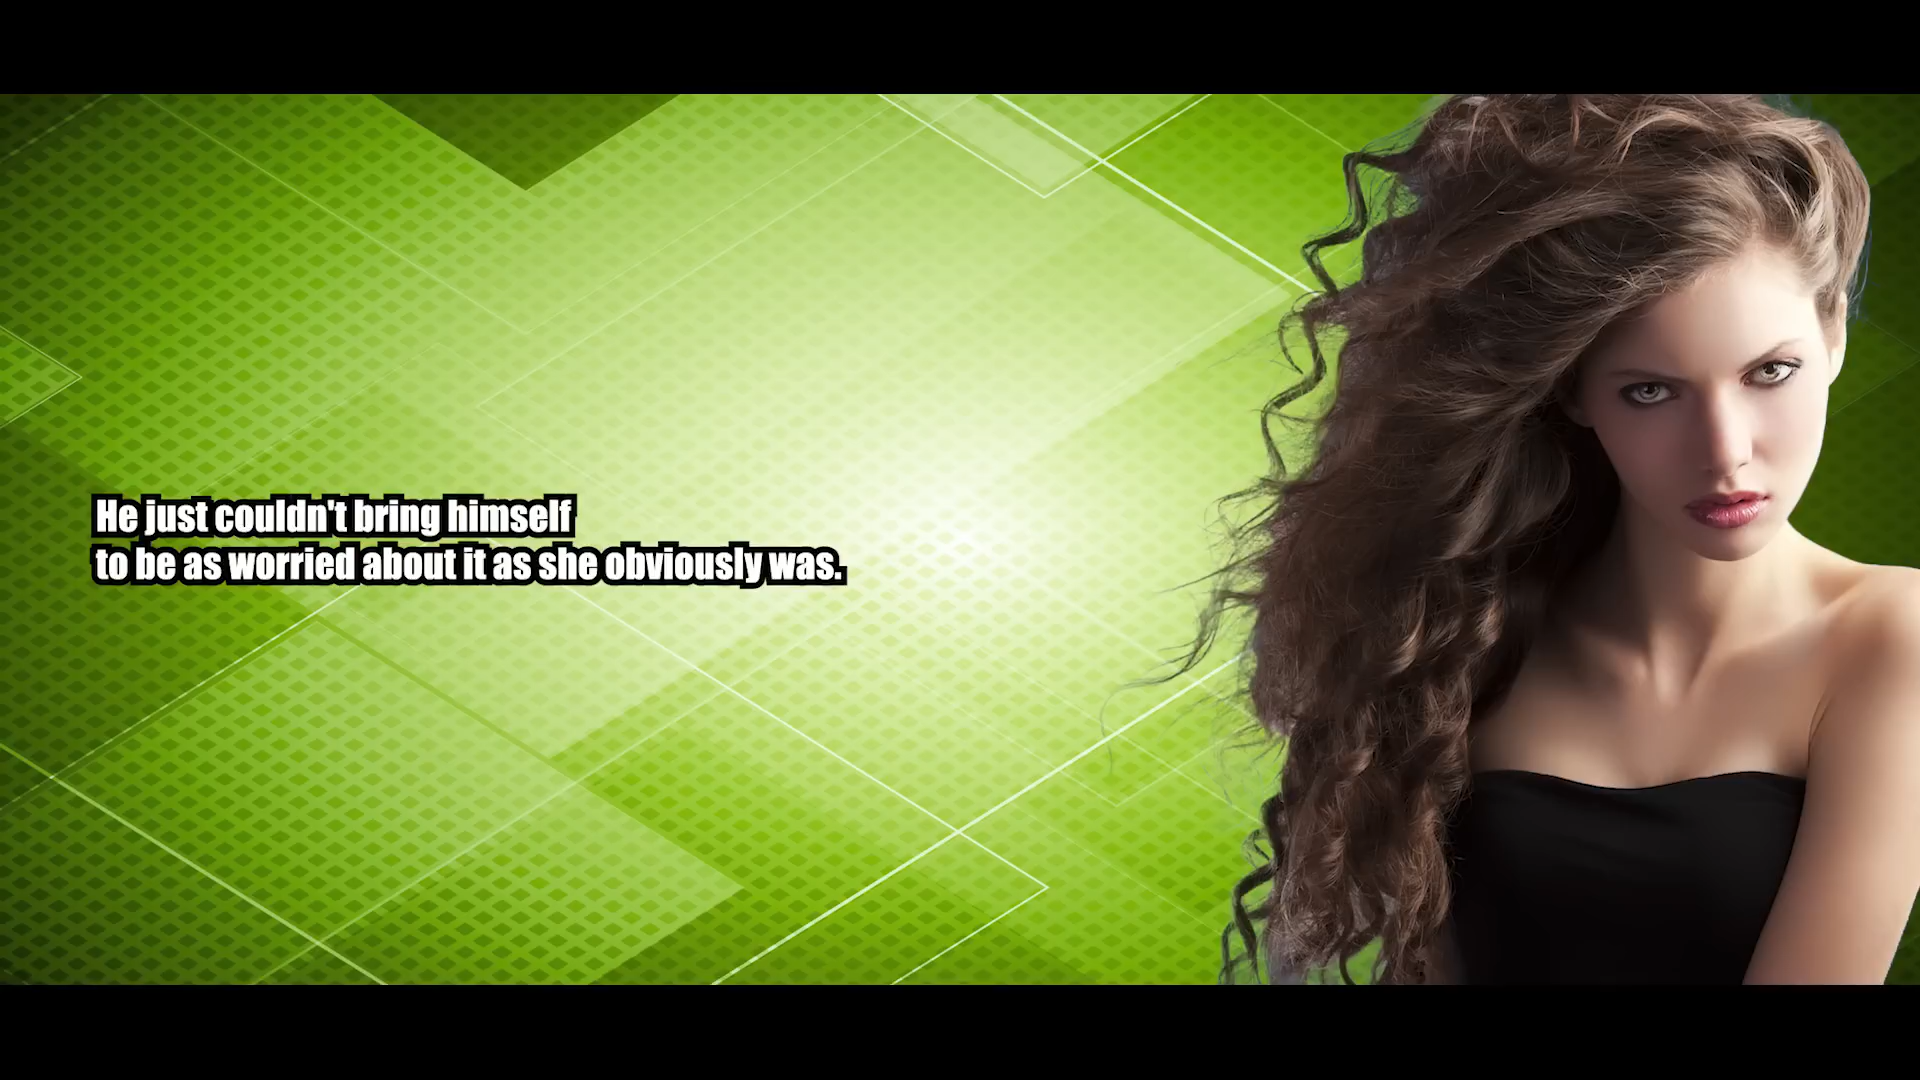 He just couldn't bring himself
to be as worried about it as she obviously was.